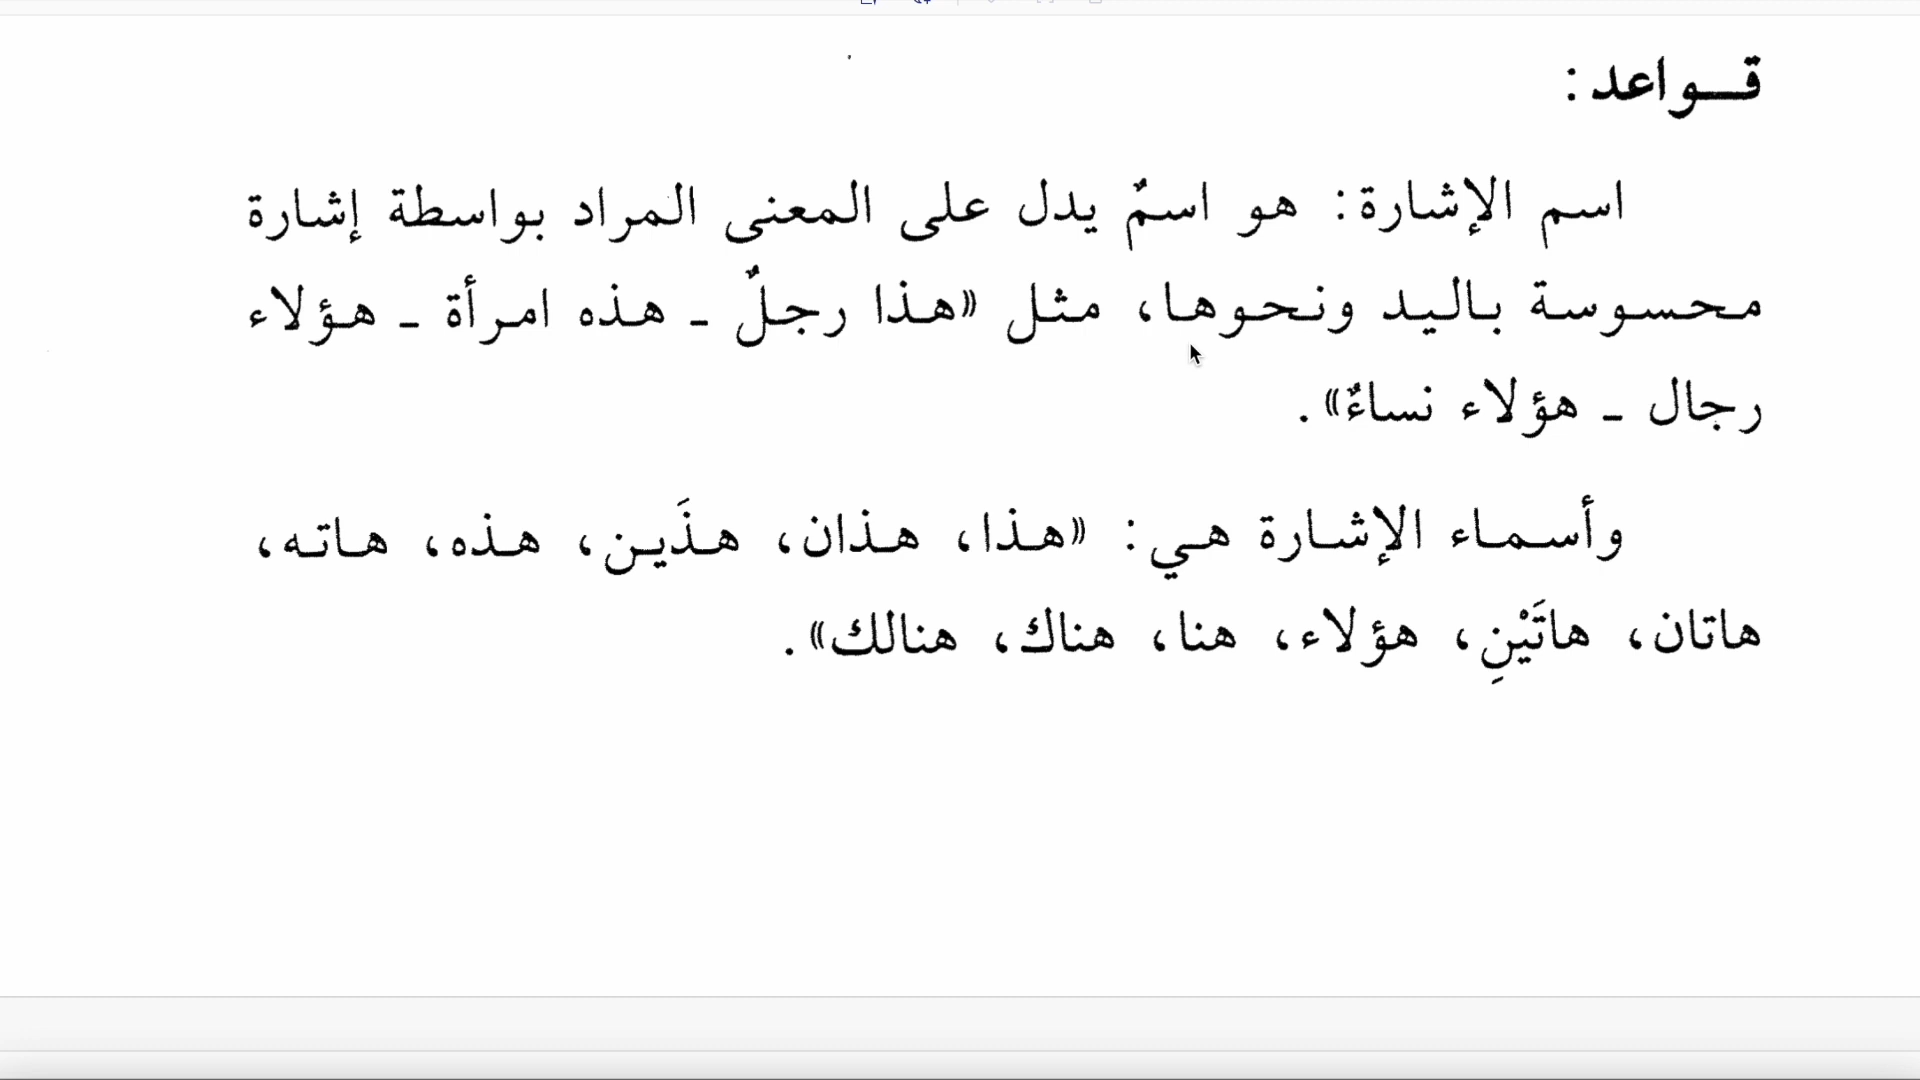 قـواعد :
اسم الإشارة: هو اسمٌ يدل على المعنى المراد بواسطة إشارة
محسوسة باليد ونحوها، مثل «هذا رجلٌ ـ هذه امرأة ـ هؤلاء
رجال ـ هؤلاء نساءٌ».
وأسماء الإشارة هي: «هذا، هذان، هذَين، هذه، هاته،
هاتان، هاتَيْنِ، هؤلاء، هنا، هناك، هنالك».